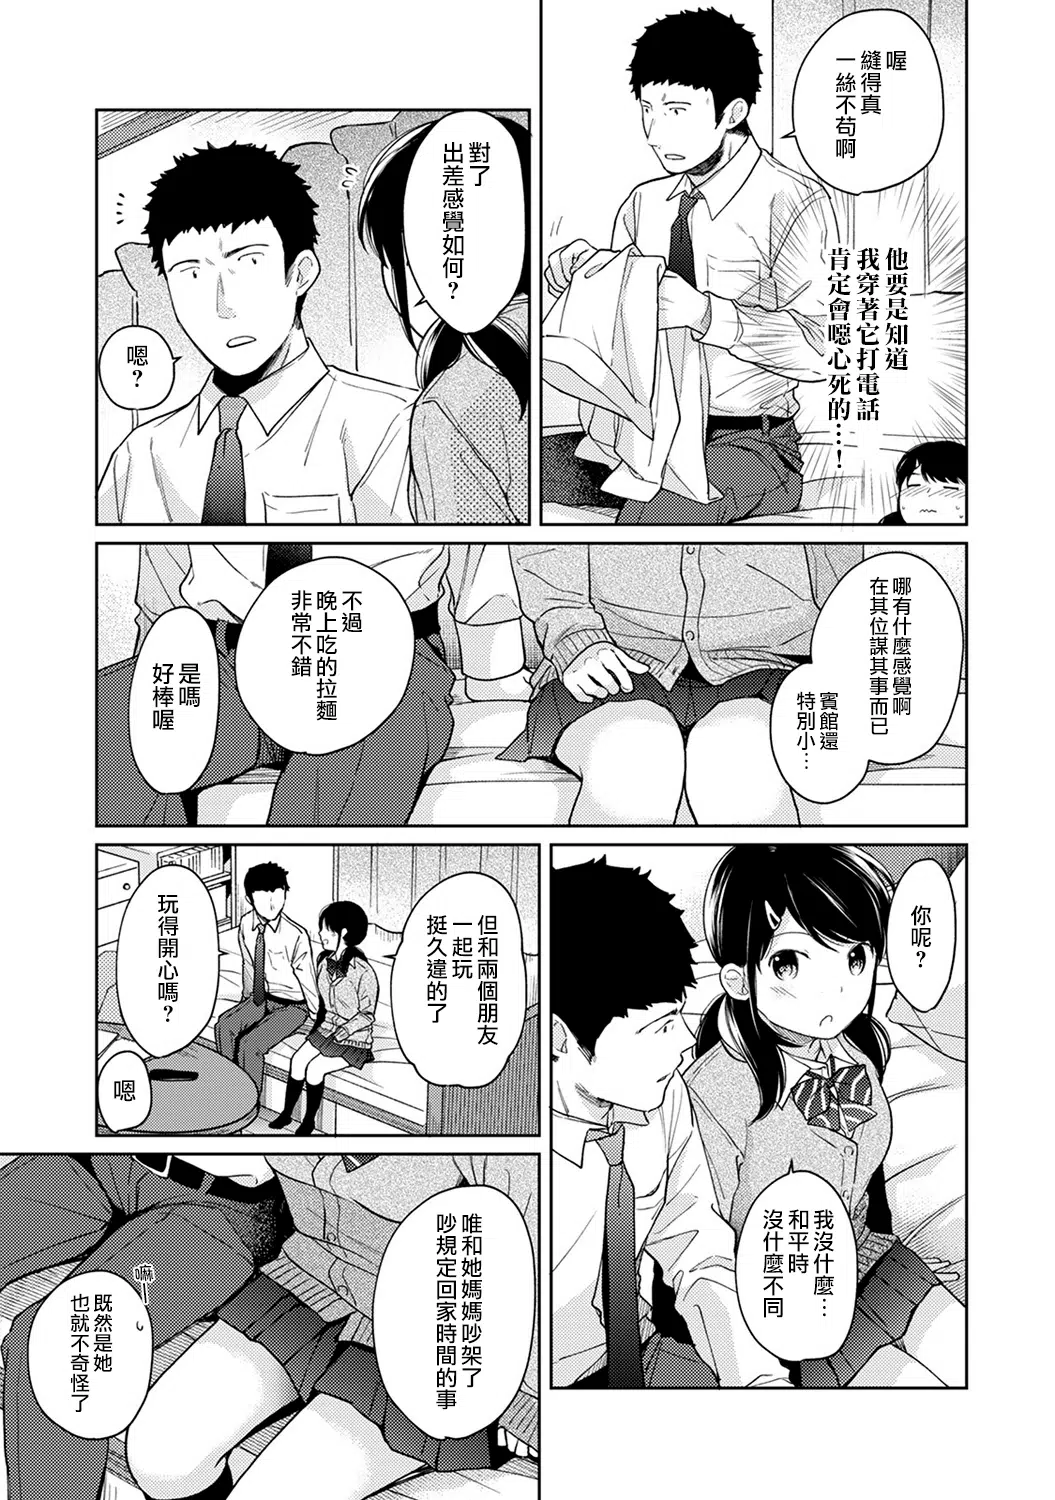 喔
縫得真
一絲不苟啊
他要是知道
我穿著它打電話
肯定會噁心死的…！
對了
出差感覺如何？
嗯？
哪有什麼感覺啊
在其位謀其事而已
賓館還
特別小…
不過
晚上吃的拉麵
非常不錯
是嗎
好棒喔
你呢？
我沒什麼…
和平時
沒什麼不同
但和兩個朋友
一起玩
挺久違的了
玩得開心嗎？
嗯
唯和她媽媽吵架了
吵規定回家時間的事
嘛—
既然是她
也就不奇怪了